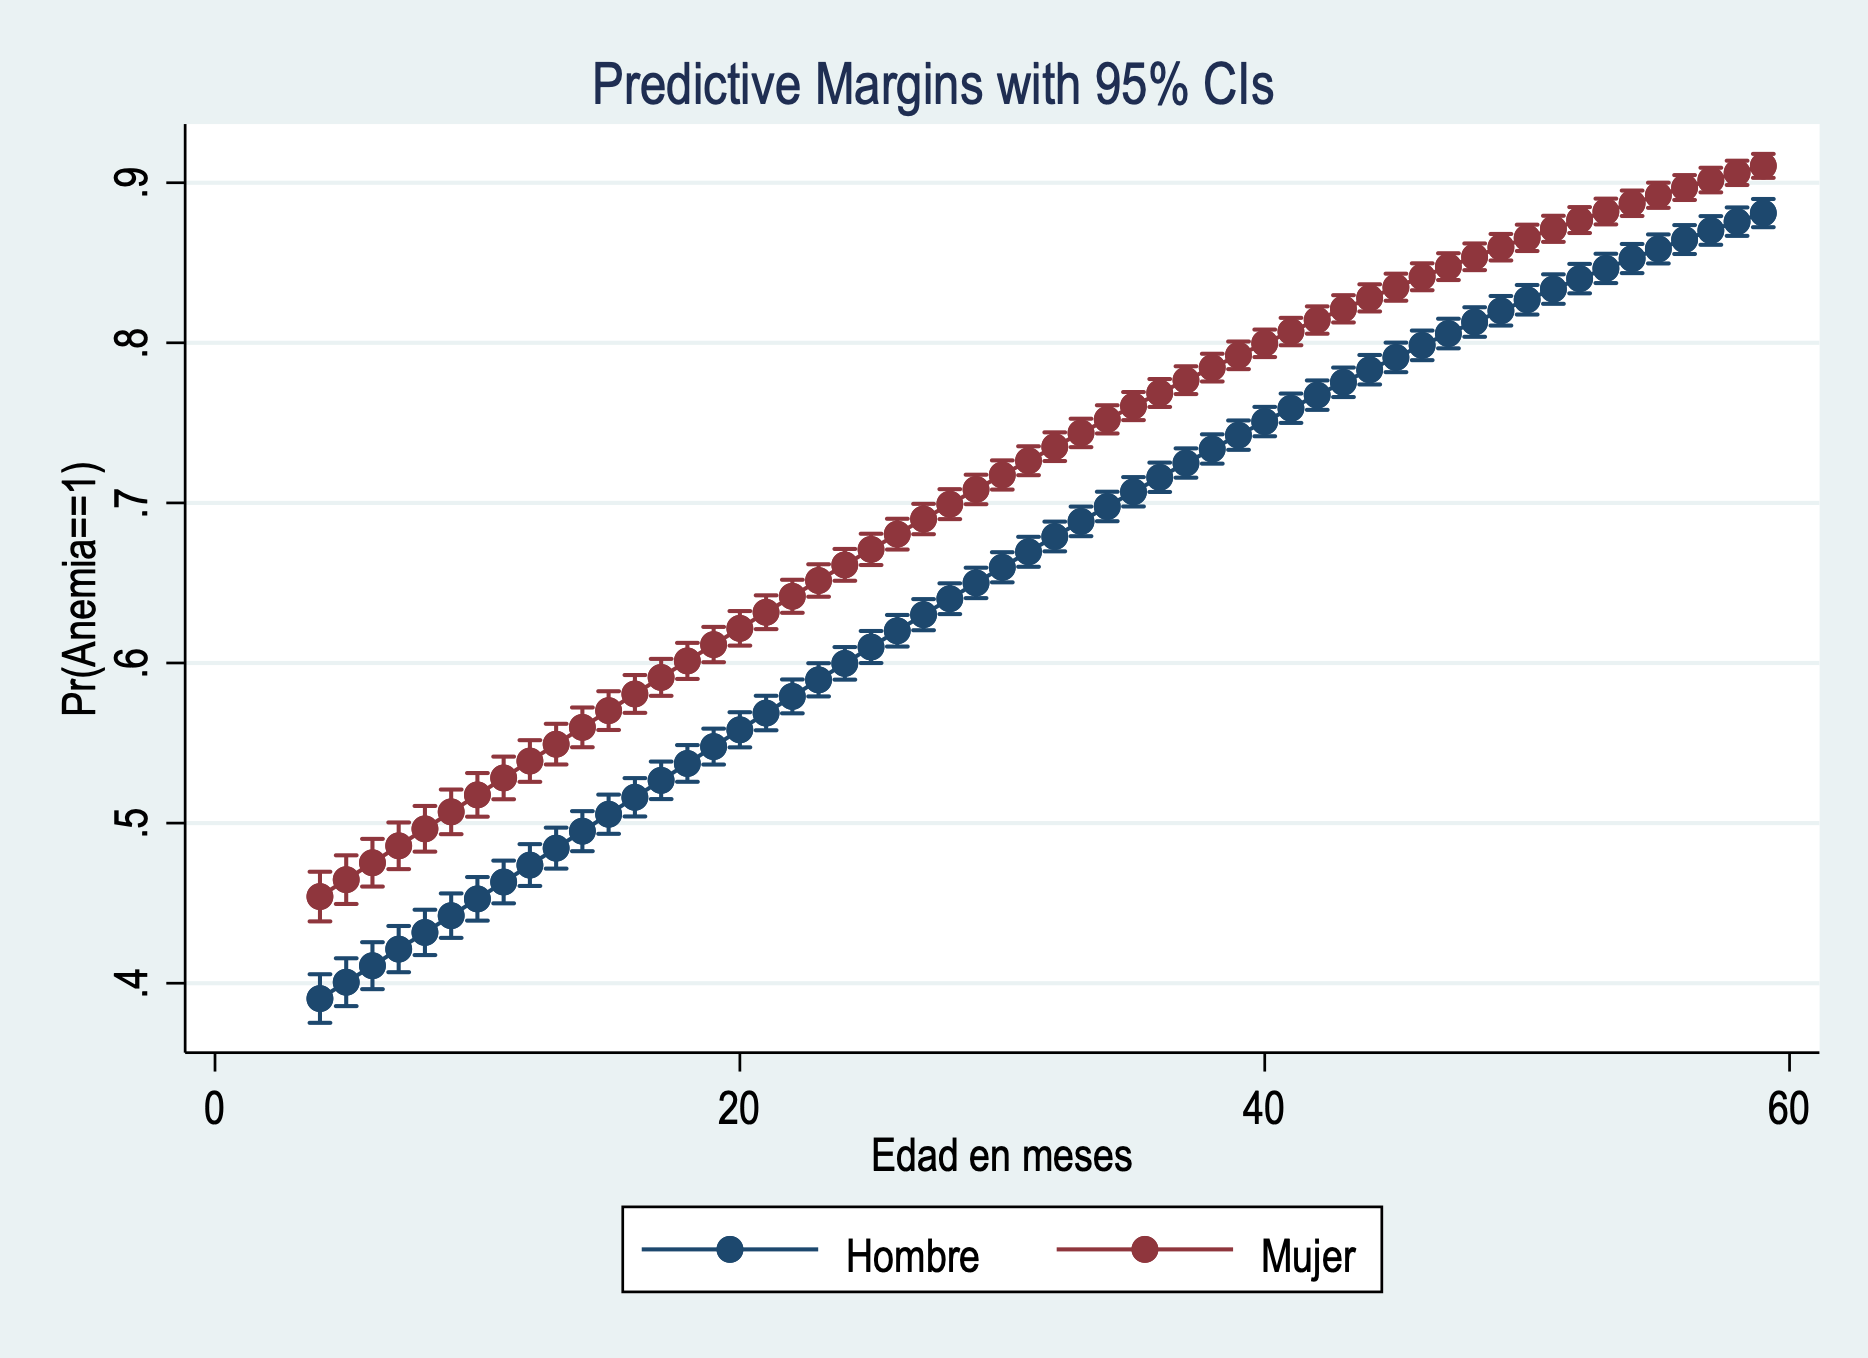 Predictive Margins with 95% CIs
Pr(Anemia==1)
.9
.8
.7
.6
.5
.4
0 20 40 60
Edad en meses
Hombre Mujer